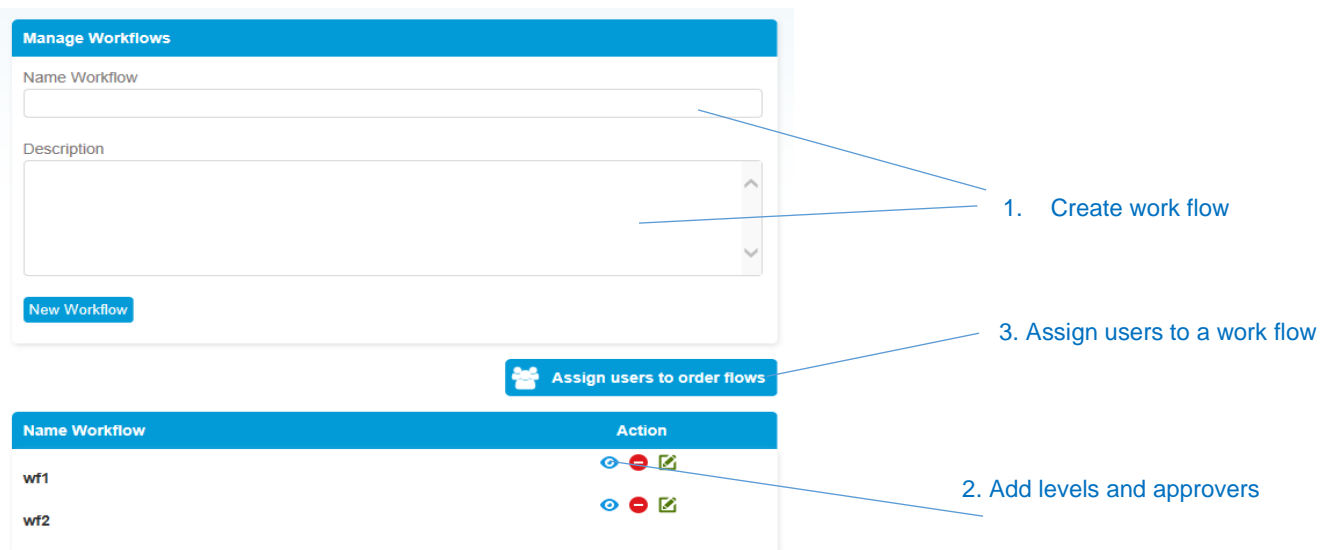 Manage Workflows
Name Workflow
Description
1. Create work flow
New Workflow
3. Assign users to a work flow
Assign users to order flows
Name Workflow Action
wf1
2. Add levels and approvers
wf2